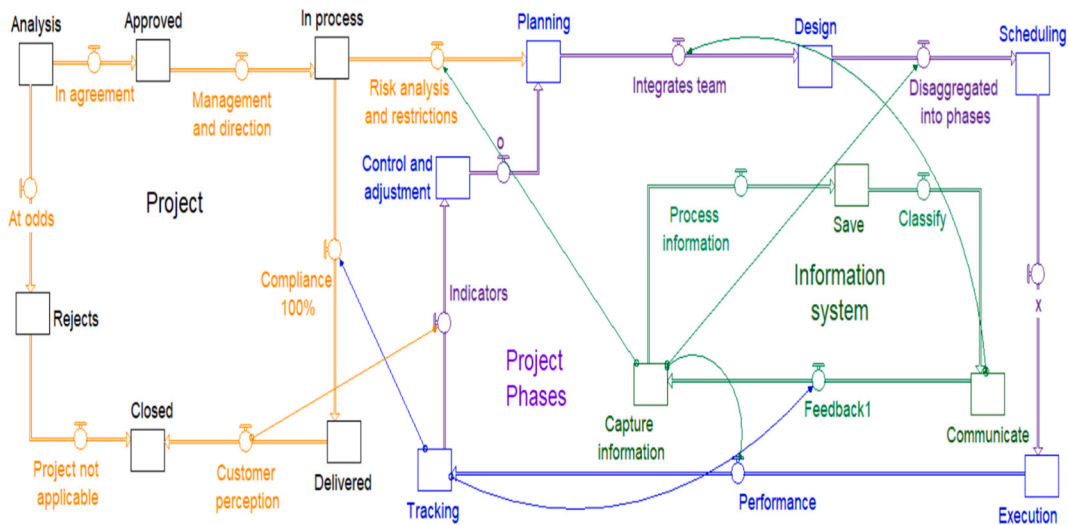 Analysis
Approved
In process
Planning
Design
Scheduling
In agreement
Management
and direction
Risk analysis
and restrictions
Integrates team
Disaggregated
into phases
Control and
adjustment
O
At odds
Project
Process
information
Save
Classify
Compliance
100%
Indicators
Information
system
x
Rejects
Project
Phases
Closed
Capture
information
Feedback1
Communicate
Project not
applicable
Customer
perception
Delivered
Tracking
Performance
Execution